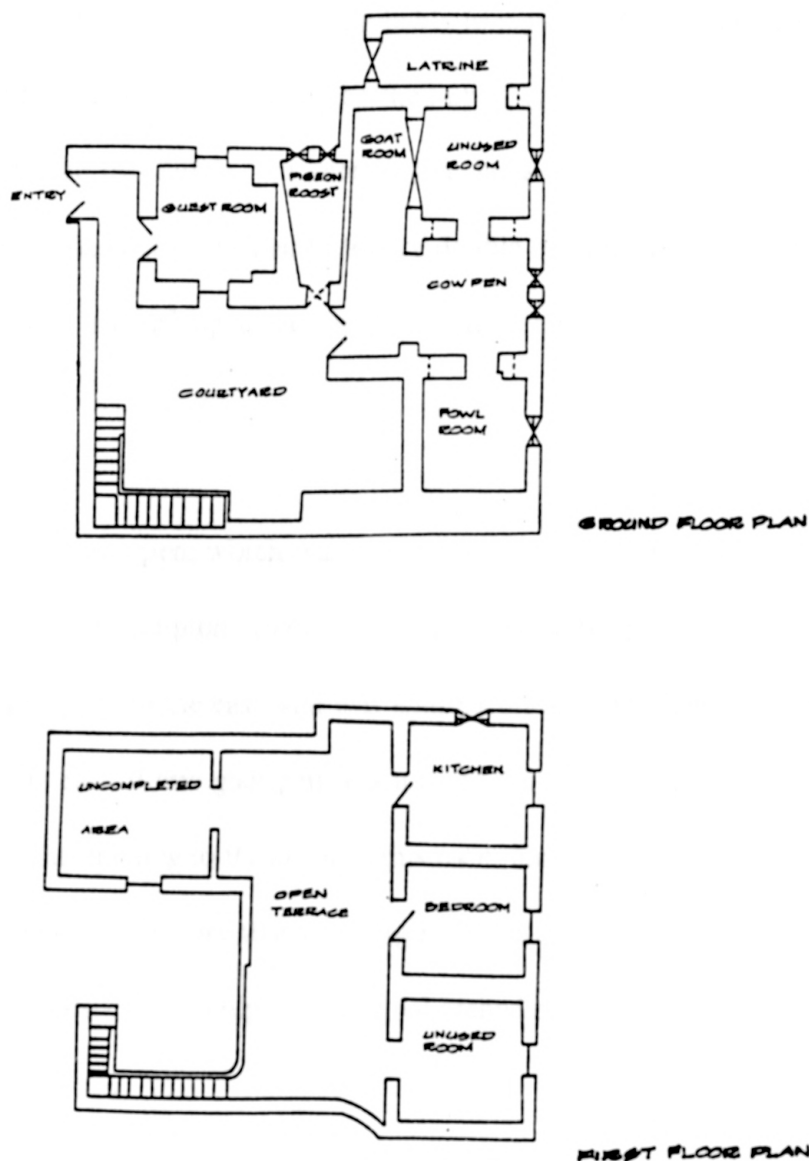 LATRINE
GOAT
ROOM
UNUSED
ROOM
PIGEON
ROOST
ENTRY
GUEST ROOM
COW PEN
COURTYARD
FOWL
ROOM
GROUND FLOOR PLAN
KITCHEN
UNCOMPLETED
AREA
OPEN
TERRACE
BEDROOM
UNUSED
ROOM
FIRST FLOOR PLAN